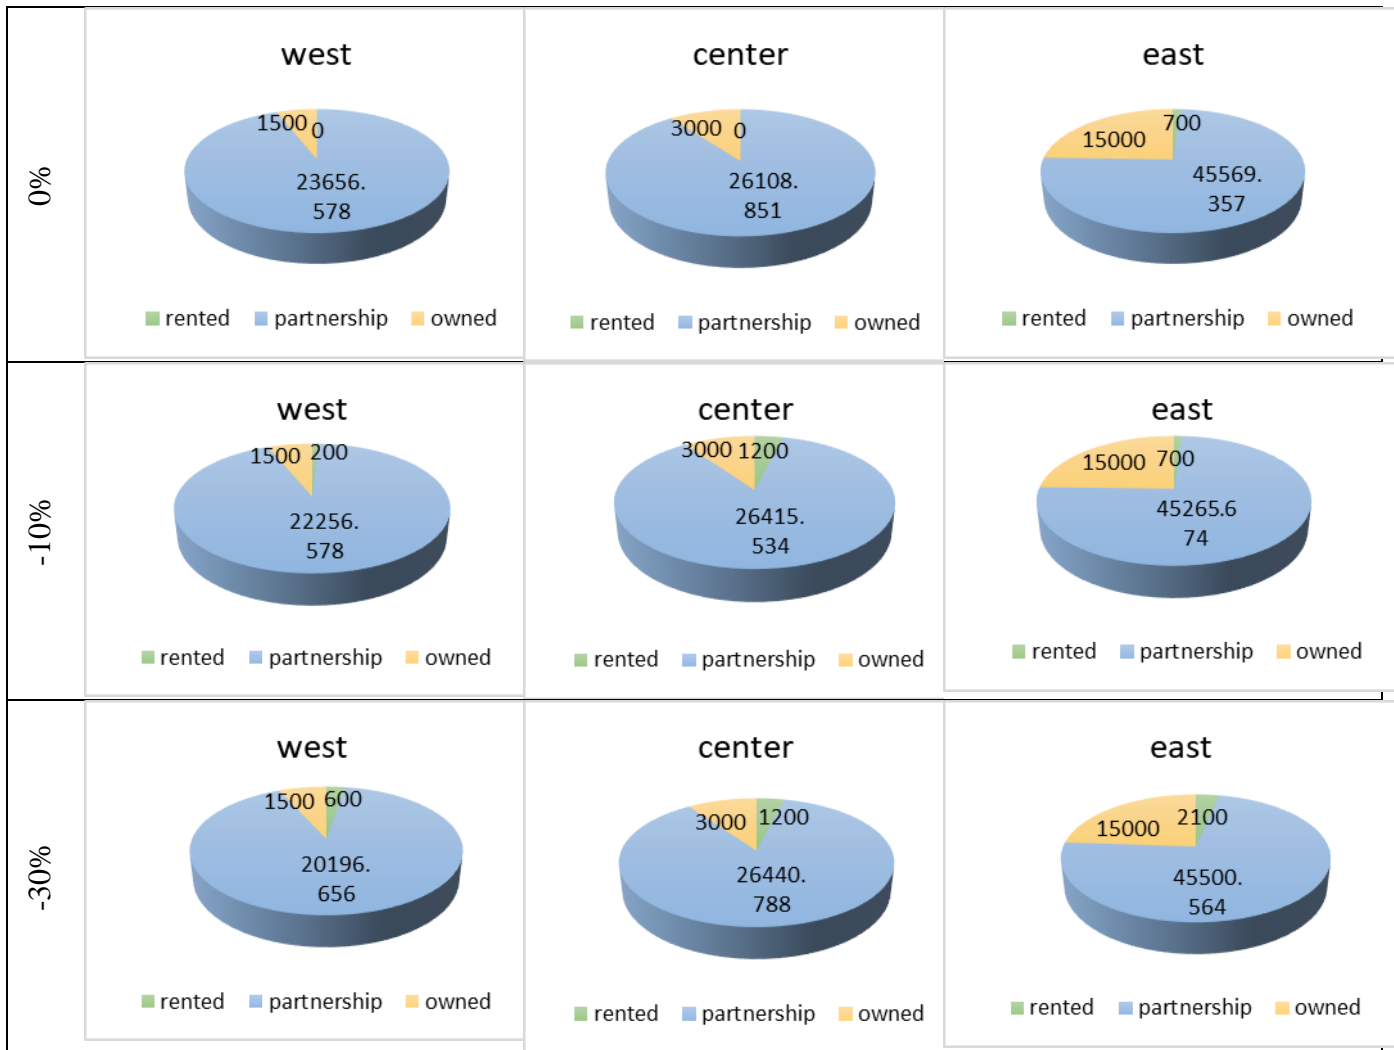 0%
west
1500 0
23656.
578
rented partnership owned
center
3000 0
26108.
851
rented partnership owned
east
15000 700
45569.
357
rented partnership owned
-10%
west
1500 200
22256.
578
rented partnership owned
center
3000 1200
26415.
534
rented partnership owned
east
15000 700
45265.6
74
rented partnership owned
-30%
west
1500 600
20196.
656
rented partnership owned
center
3000 1200
26440.
788
rented partnership owned
east
15000 2100
45500.
564
rented partnership owned